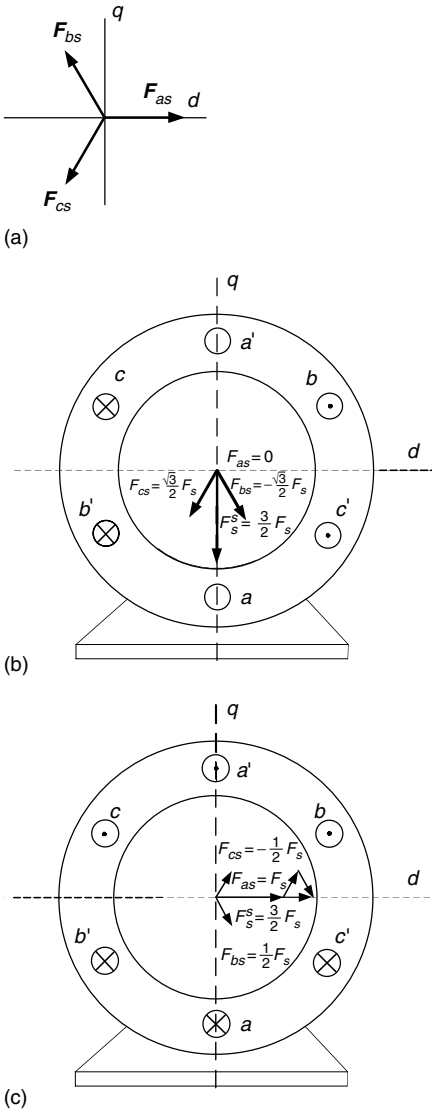 q
F_bs
F_as d
F_cs
(a)
q
a'
c
b
F_as = 0
d
F_cs = √3/2 F_s
F_bs = -√3/2 F_s
b'
F_s^s = 3/2 F_s
c'
a
(b)
q
a'
c
b
F_cs = -1/2 F_s
F_as = F_s
d
F_s^s = 3/2 F_s
b'
F_bs = 1/2 F_s
c'
a
(c)